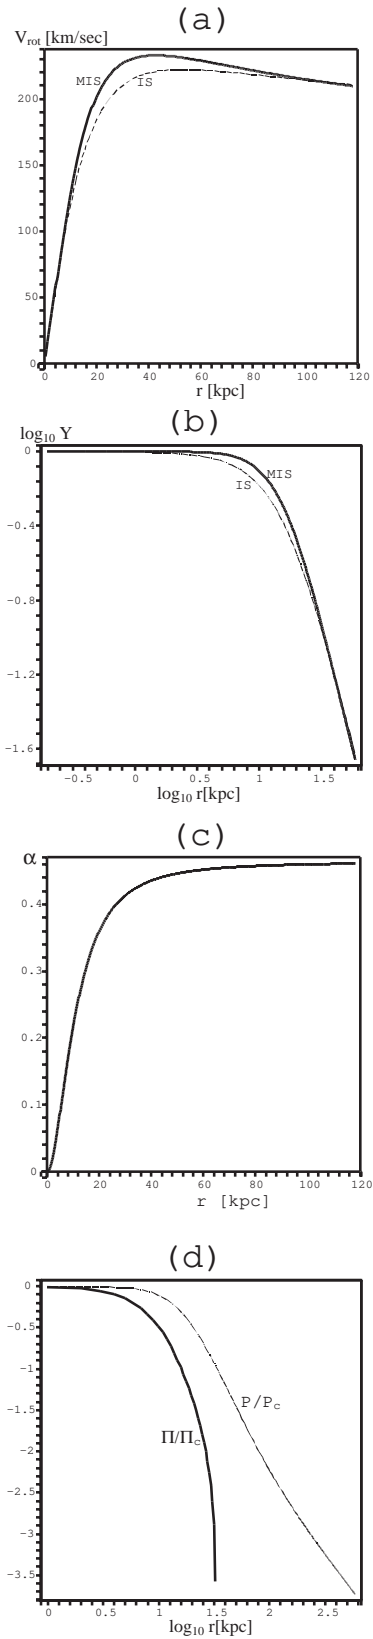 (a)
Vrot [km/sec]
MIS IS
200
150
100
50
0
0 20 40 60 80 100 120
r [kpc]
(b)
log10 Y
0
MIS
IS
-0.4
-0.8
-1.2
-1.6
-0.5 0 0.5 1 1.5
log10 r[kpc]
(c)
α
0.4
0.3
0.2
0.1
0
0 20 40 60 80 100 120
r [kpc]
(d)
0
-0.5
-1
-1.5
P/Pc
Π/Πc
-2
-2.5
-3
-3.5
0 0.5 1 1.5 2 2.5
log10 r[kpc]